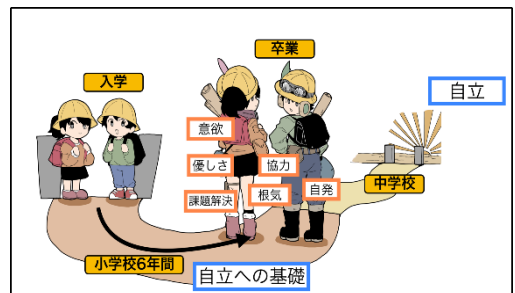 入学
卒業
自立
意欲
優しさ
協力
課題解決
根気
自発
中学校
小学校6年間
自立への基礎